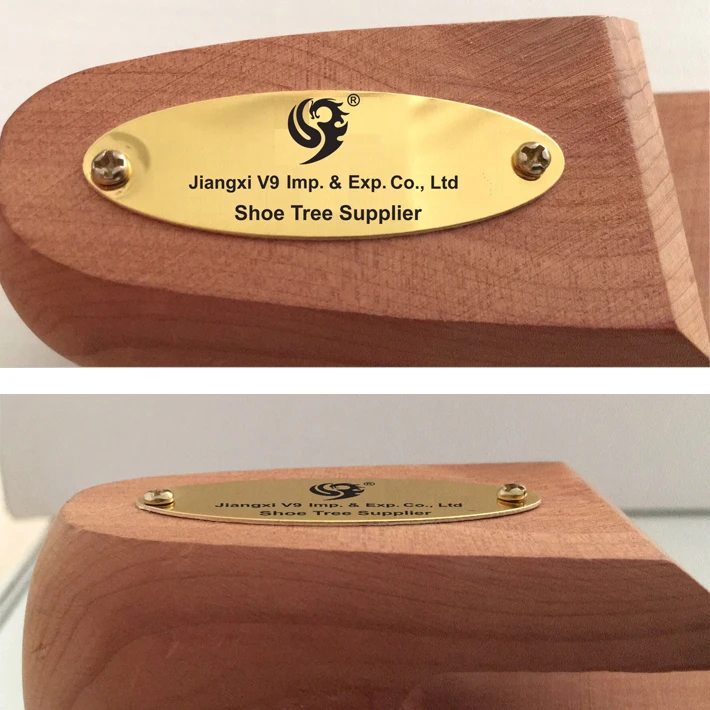 ®
Jiangxi V9 Imp. & Exp. Co., Ltd
Shoe Tree Supplier
®
Jiangxi V9 Imp. & Exp. Co., Ltd
Shoe Tree Supplier